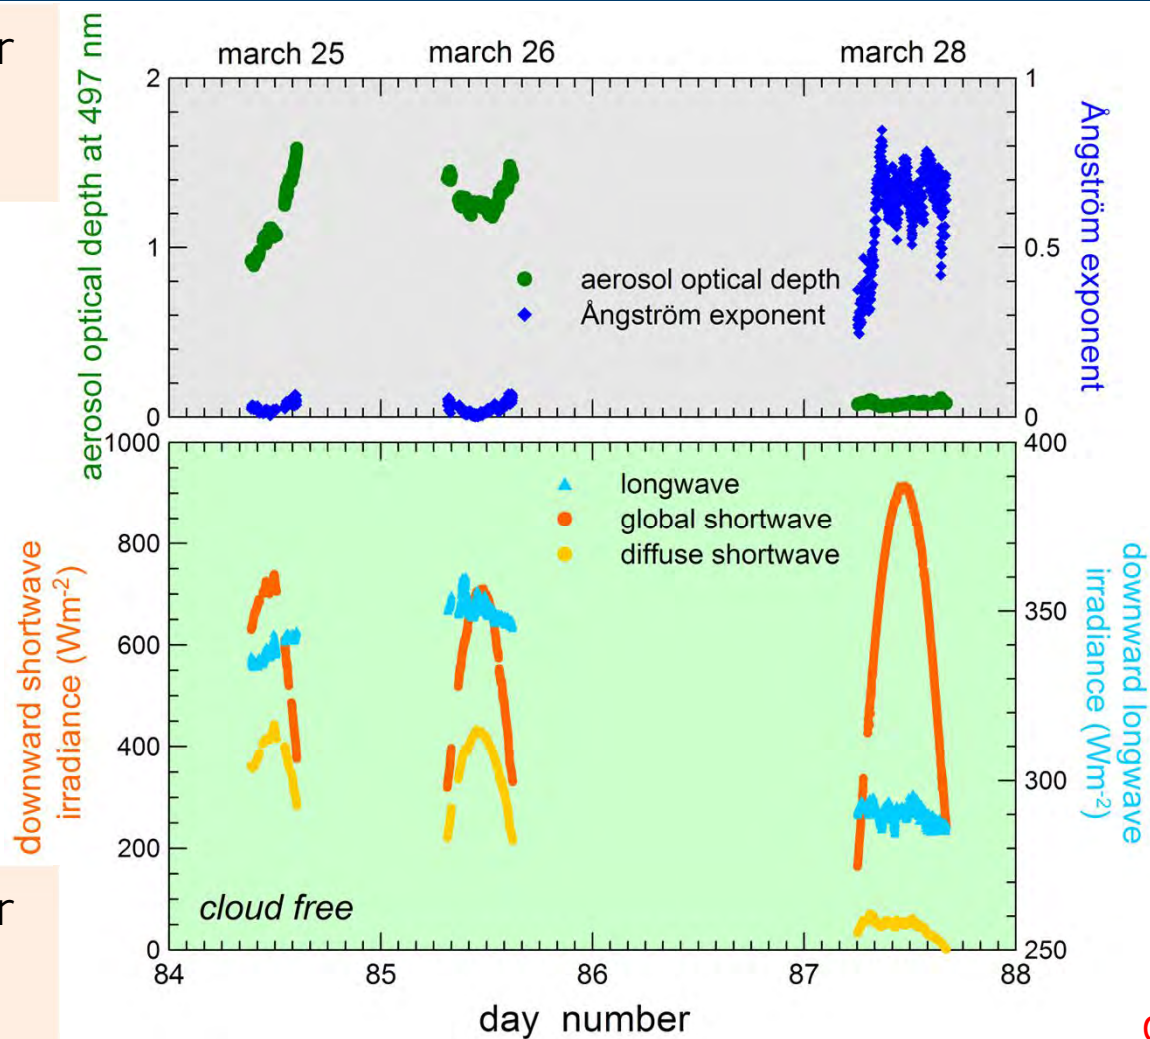 r
march 25
march 26
march 28
aerosol optical depth at 497 nm
2
1
0
1
0.5
0
Ångström exponent
aerosol optical depth
Ångström exponent
downward shortwave
irradiance (Wm-2)
1000
800
600
400
200
0
400
350
300
250
downward longwave
irradiance (Wm-2)
longwave
global shortwave
diffuse shortwave
cloud free
r
84
85
86
87
88
day number